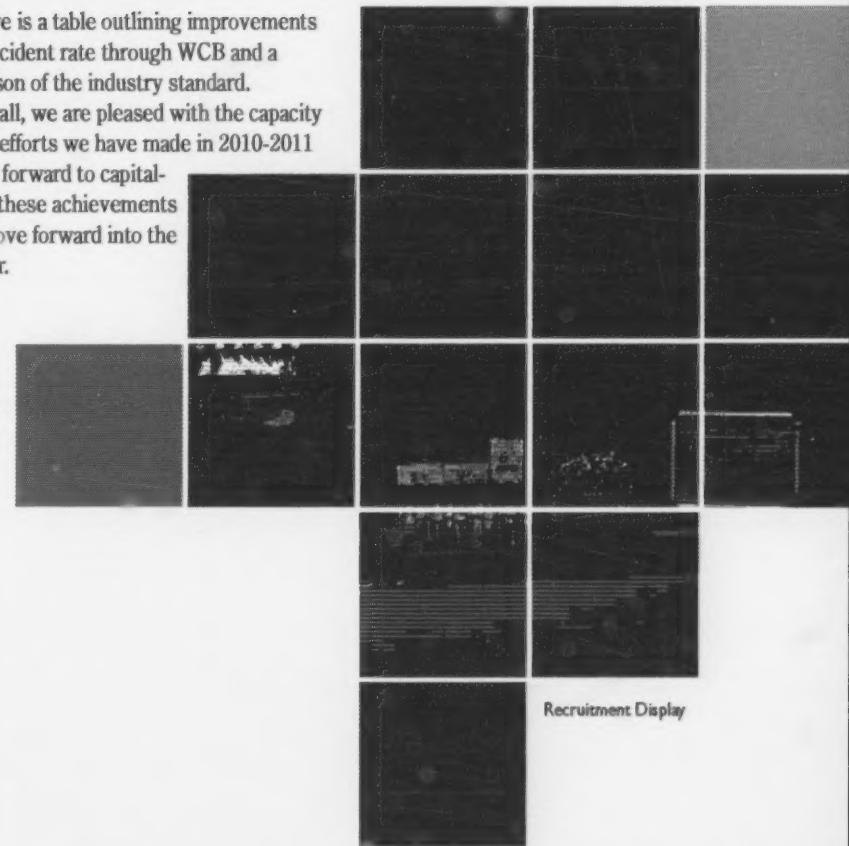 e is a table outlining improvements
cident rate through WCB and a
son of the industry standard.
all, we are pleased with the capacity
efforts we have made in 2010-2011
forward to capital-
these achievements
ove forward into the
r.
Recruitment Display